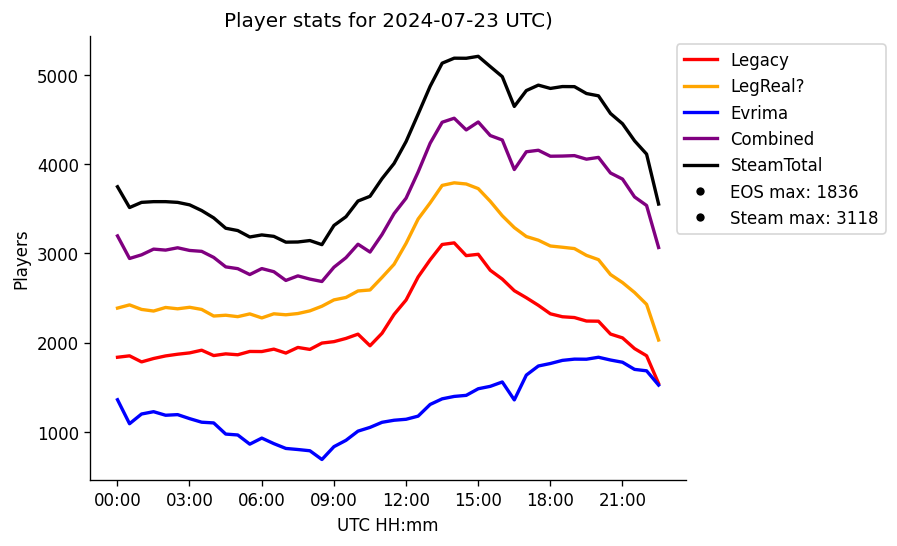 Player stats for 2024-07-23 UTC)
Legacy
LegReal?
Evrima
Combined
SteamTotal
EOS max: 1836
Steam max: 3118
Players
5000
4000
3000
2000
1000
00:00 03:00 06:00 09:00 12:00 15:00 18:00 21:00
UTC HH:mm